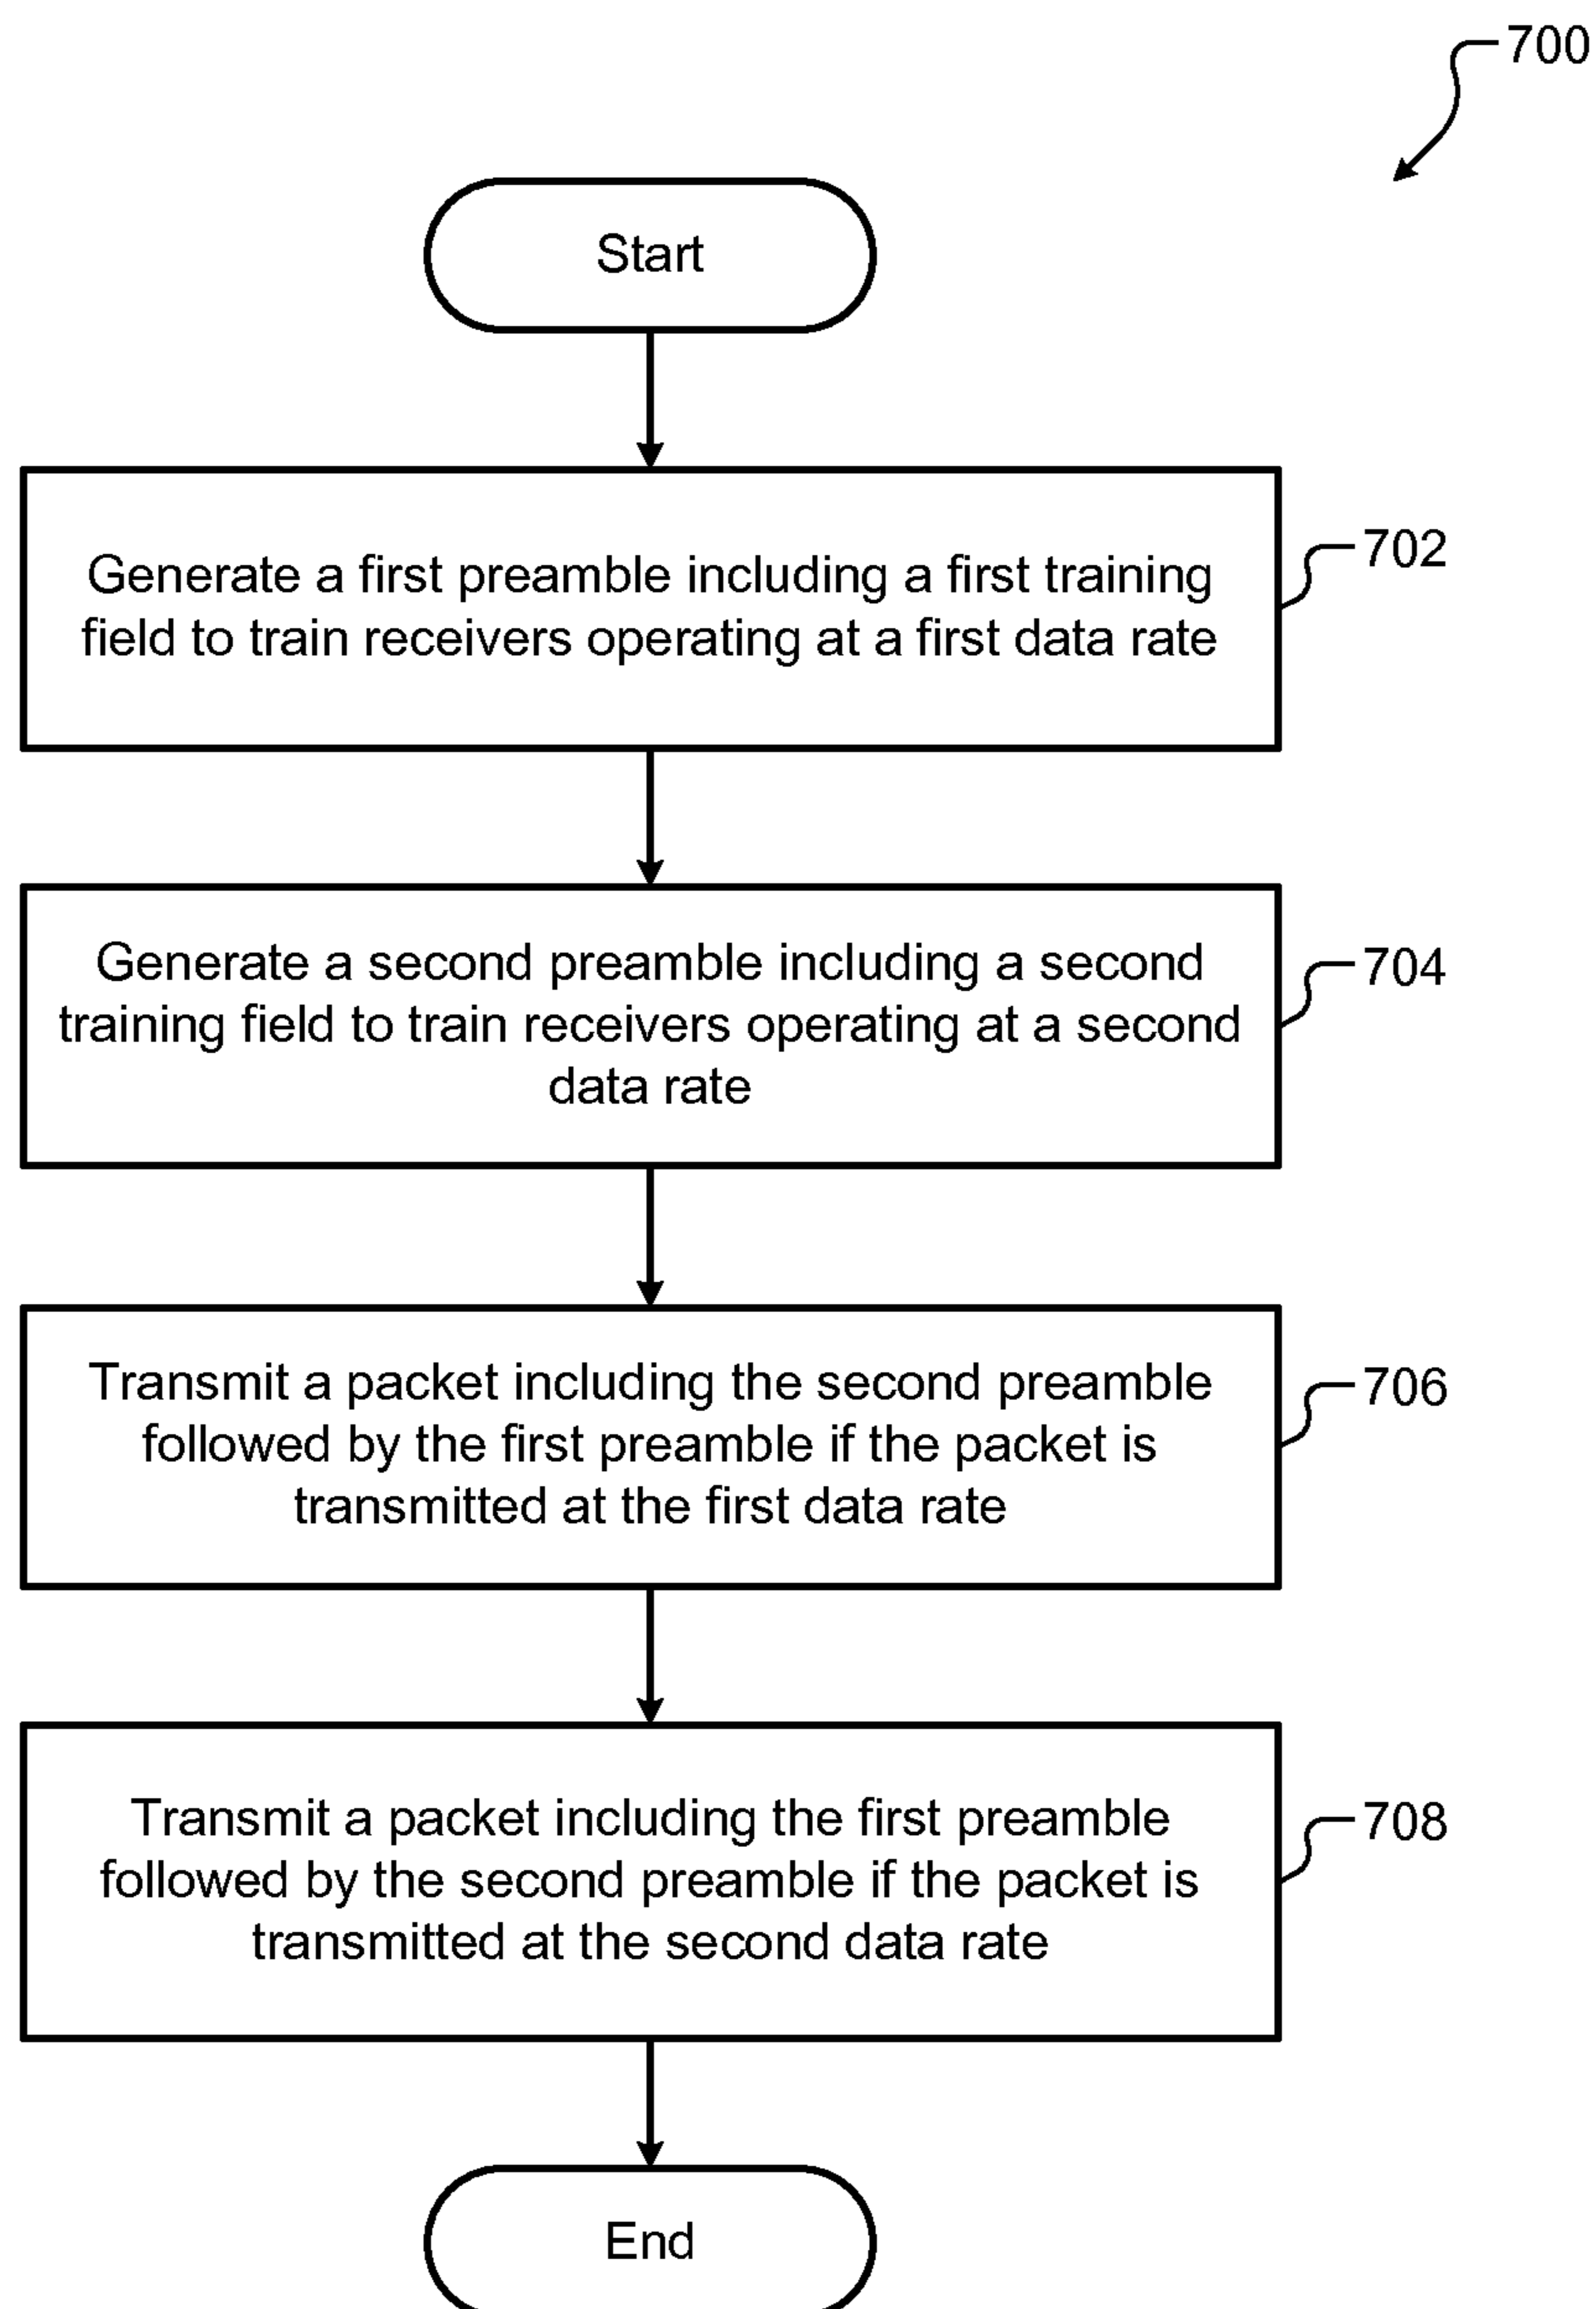 700
Start
Generate a first preamble including a first training
field to train receivers operating at a first data rate
702
Generate a second preamble including a second
training field to train receivers operating at a second
data rate
704
Transmit a packet including the second preamble
followed by the first preamble if the packet is
transmitted at the first data rate
706
Transmit a packet including the first preamble
followed by the second preamble if the packet is
transmitted at the second data rate
708
End